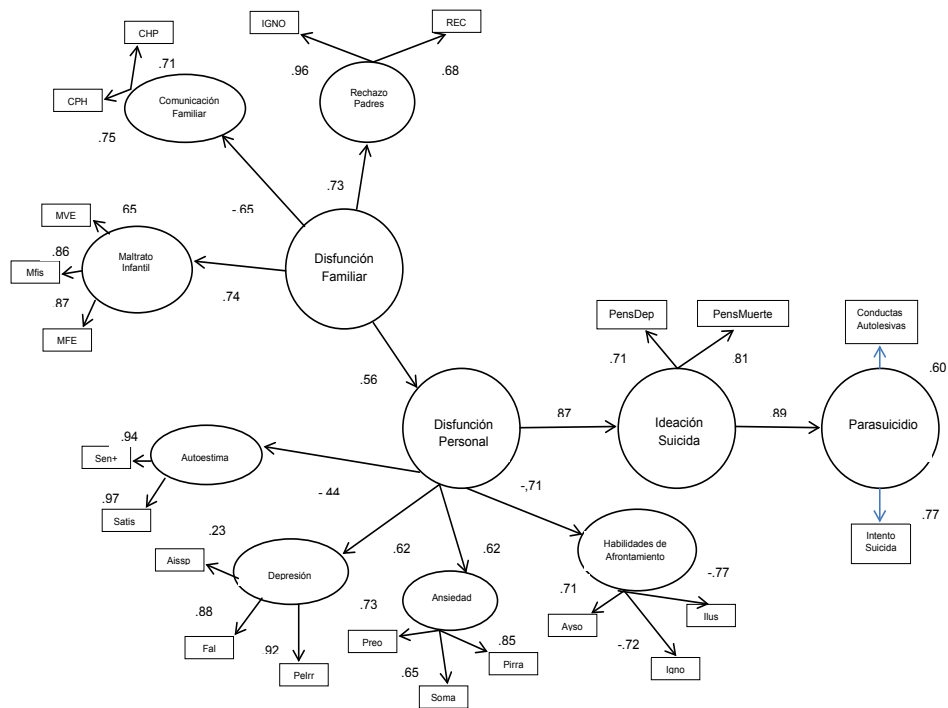 CHP
IGNO
REC
.71
.96
.68
CPH
Comunicación
Familiar
Rechazo
Padres
.75
.73
MVE
65
-.65
.86
Maltrato
Infantil
Disfunción
Familiar
Mfis
.87
.74
MFE
PensDep
PensMuerte
Conductas
Autolesivas
.71
.81
.60
.56
Disfunción
Personal
87
Ideación
Suicida
.89
Parasuicidio
.94
Sen+
Autoestima
-.44
-,71
.97
Satis
.77
Intento
Suicida
.23
Aissp
Depresión
.62
.62
Habilidades de
Afrontamiento
.88
Fal
.92
Pelrr
.73
Ansiedad
Preo
.85
Pirra
.65
Soma
.71
-.77
Ayso
Ilus
-.72
Igno